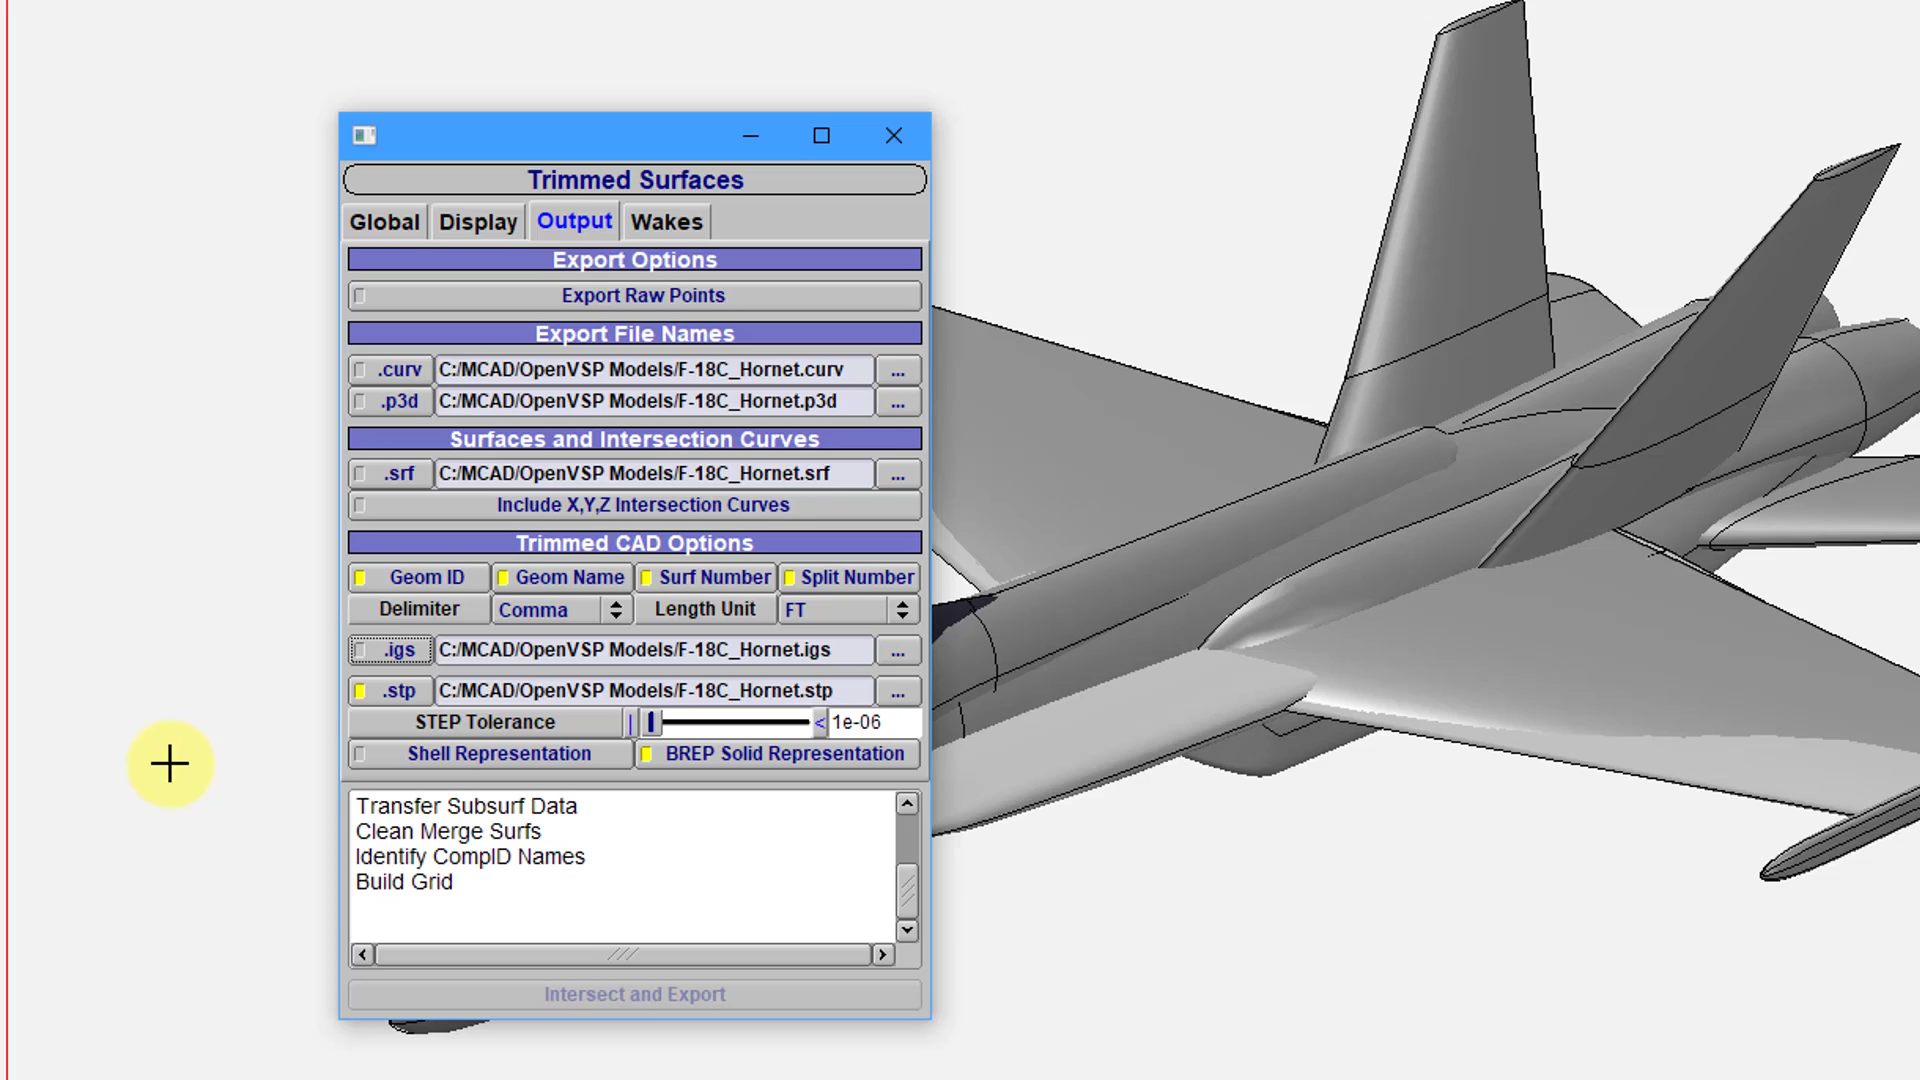 Trimmed Surfaces
Global Display Output Wakes
Export Options
Export Raw Points
Export File Names
.curv C:/MCAD/OpenVSP Models/F-18C_Hornet.curv ...
.p3d C:/MCAD/OpenVSP Models/F-18C_Hornet.p3d ...
Surfaces and Intersection Curves
.srf C:/MCAD/OpenVSP Models/F-18C_Hornet.srf ...
Include X,Y,Z Intersection Curves
Trimmed CAD Options
Geom ID Geom Name Surf Number Split Number
Delimiter Comma Length Unit FT
.igs C:/MCAD/OpenVSP Models/F-18C_Hornet.igs ...
.stp C:/MCAD/OpenVSP Models/F-18C_Hornet.stp ...
STEP Tolerance | < 1e-06
Shell Representation BREP Solid Representation
Transfer Subsurf Data
Clean Merge Surfs
Identify CompID Names
Build Grid
Intersect and Export